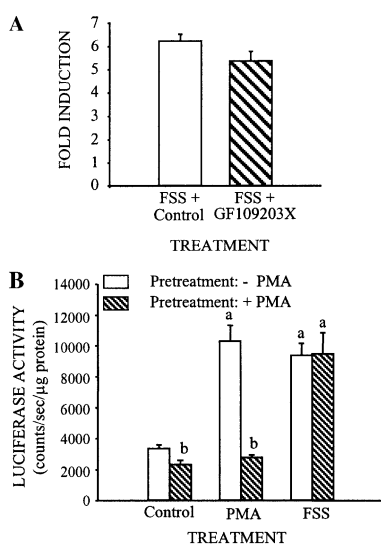 A
FOLD INDUCTION
7
6
5
4
3
2
1
0
FSS +
Control
FSS +
GF109203X
TREATMENT
B
LUCIFERASE ACTIVITY
(counts/sec/µg protein)
14000
12000
10000
8000
6000
4000
2000
0
Pretreatment: - PMA
Pretreatment: + PMA
b
a
b
a
a
Control
PMA
FSS
TREATMENT